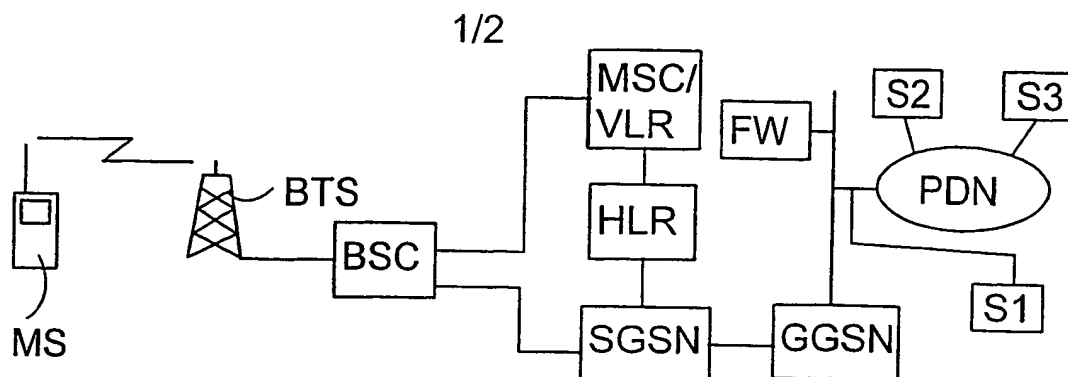 1/2
MSC/
VLR
S2
S3
FW
BTS
PDN
HLR
BSC
S1
MS
SGSN
GGSN